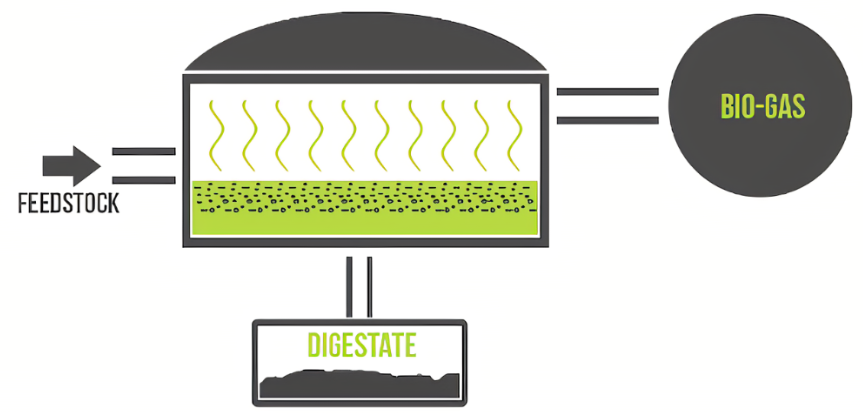 FEEDSTOCK
BIO-GAS
DIGESTATE